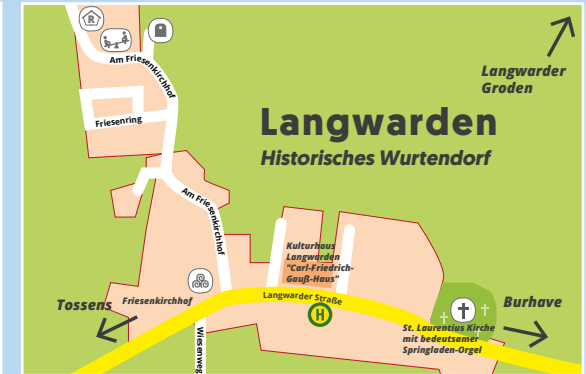 R
Am Friesenkirchhof
Langwarder
Groden
Friesenring
Langwarden
Historisches Wurtendorf
Am Friesenkirchhof
Kulturhaus
Langwarden
"Carl-Friedrich-
Gauß-Haus"
Tossens
Friesenkirchhof
Langwarder Straße
H
Burhave
St. Laurentius Kirche
mit bedeutsamer
Springladen-Orgel
Wiesenweg